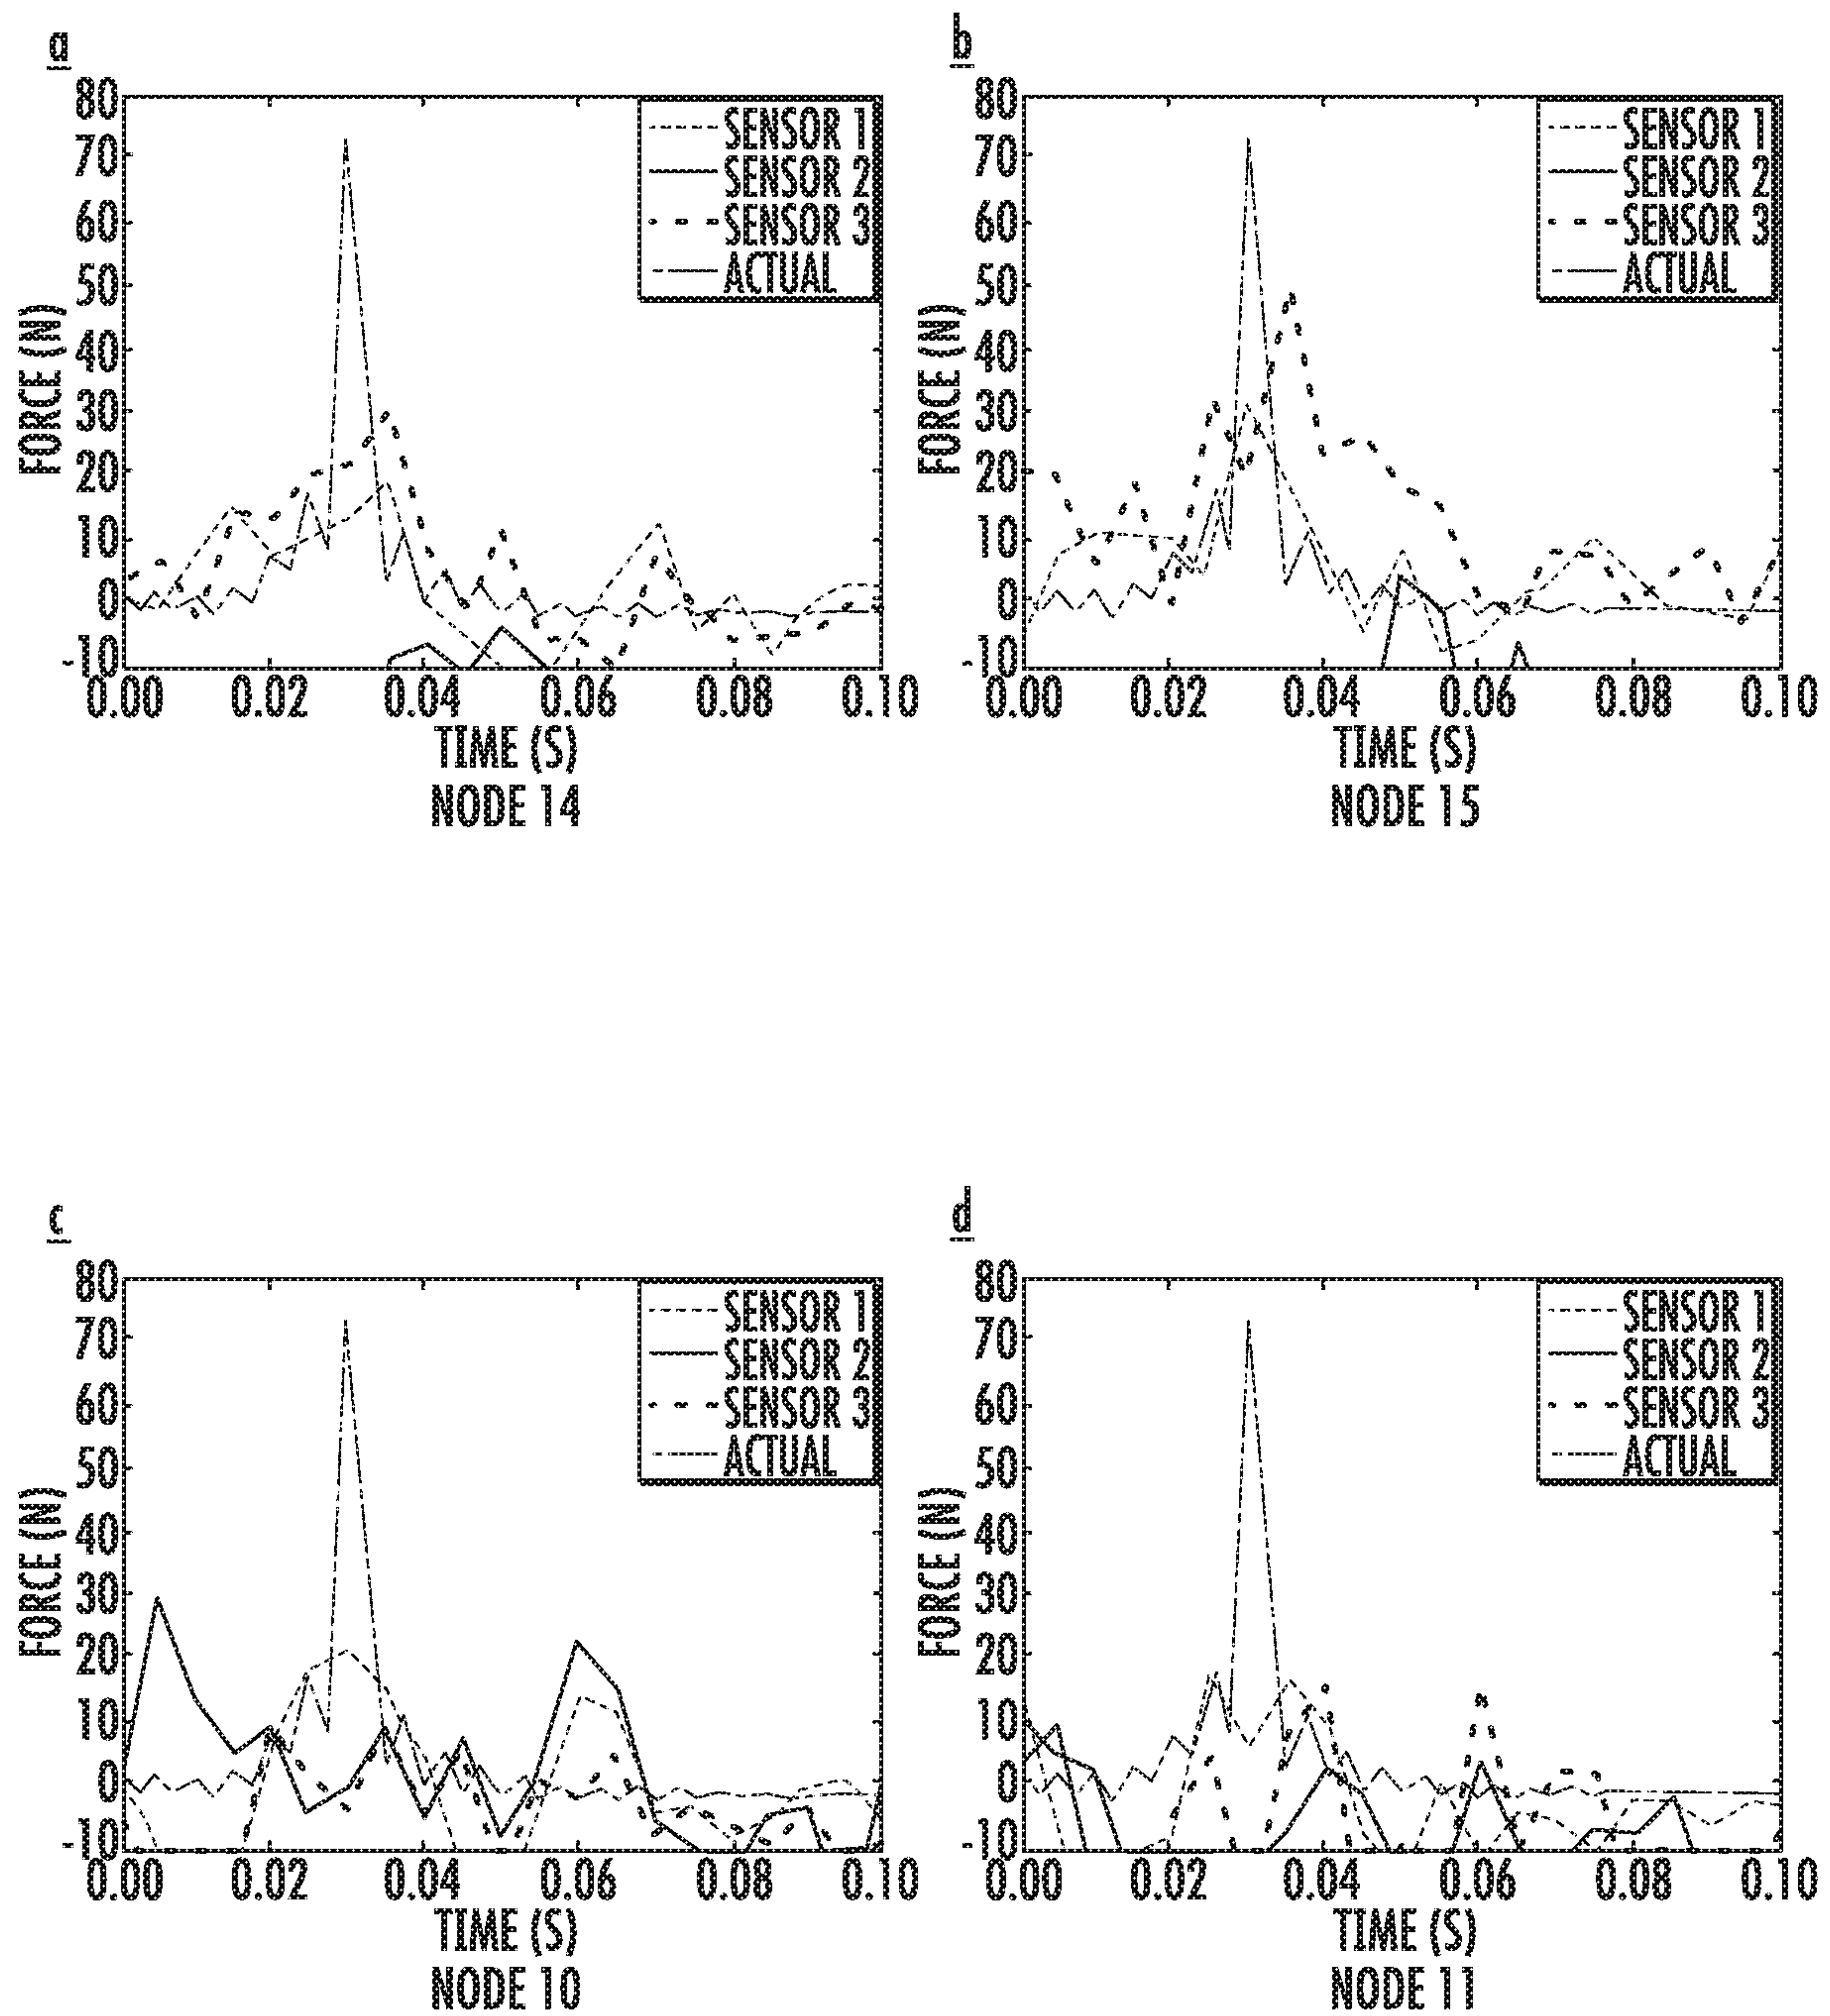 a
80
70
60
50
40
30
20
10
0
-10
FORCE (N)
0.00 0.02 0.04 0.06 0.08 0.10
TIME (S)
NODE 14
SENSOR 1
SENSOR 2
SENSOR 3
ACTUAL
b
80
70
60
50
40
30
20
10
0
-10
FORCE (N)
0.00 0.02 0.04 0.06 0.08 0.10
TIME (S)
NODE 15
SENSOR 1
SENSOR 2
SENSOR 3
ACTUAL
c
80
70
60
50
40
30
20
10
0
-10
FORCE (N)
0.00 0.02 0.04 0.06 0.08 0.10
TIME (S)
NODE 10
SENSOR 1
SENSOR 2
SENSOR 3
ACTUAL
d
80
70
60
50
40
30
20
10
0
-10
FORCE (N)
0.00 0.02 0.04 0.06 0.08 0.10
TIME (S)
NODE 11
SENSOR 1
SENSOR 2
SENSOR 3
ACTUAL